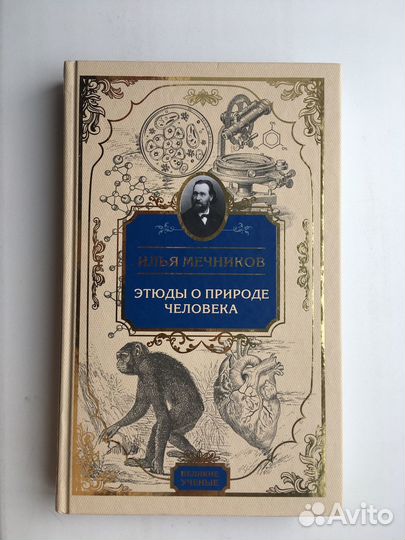 ИЛЬЯ МЕЧНИКОВ
ЭТЮДЫ О ПРИРОДЕ
ЧЕЛОВЕКА
ВЕЛИКИЕ
УЧЕНЫЕ
Avito